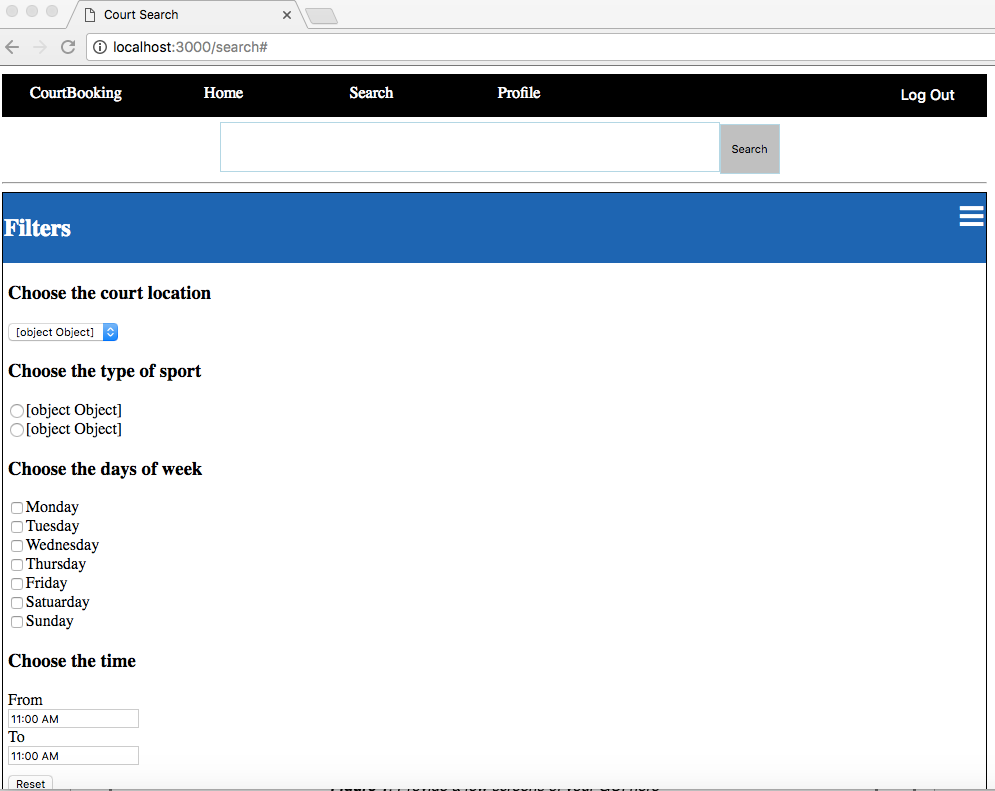 Court Search
localhost:3000/search#
CourtBooking Home Search Profile Log Out
Search
Filters
Choose the court location
[object Object]
Choose the type of sport
[object Object]
[object Object]
Choose the days of week
Monday
Tuesday
Wednesday
Thursday
Friday
Satuarday
Sunday
Choose the time
From
11:00 AM
To
11:00 AM
Reset